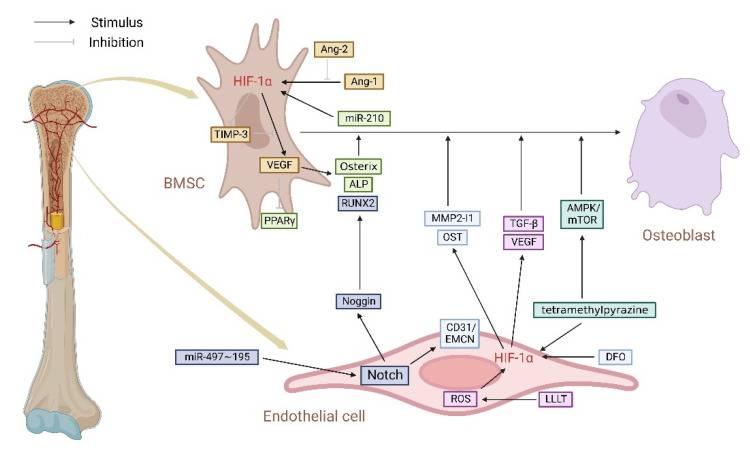 Stimulus
Inhibition
Ang-2
HIF-1α
Ang-1
miR-210
TIMP-3
VEGF
Osterix
BMSC
ALP
RUNX2
PPARγ
MMP2-l1
OST
TGF-β
VEGF
AMPK/
mTOR
Osteoblast
Noggin
CD31/
EMCN
tetramethylpyrazine
miR-497~195
Notch
HIF-1α
DFO
ROS
LLLT
Endothelial cell